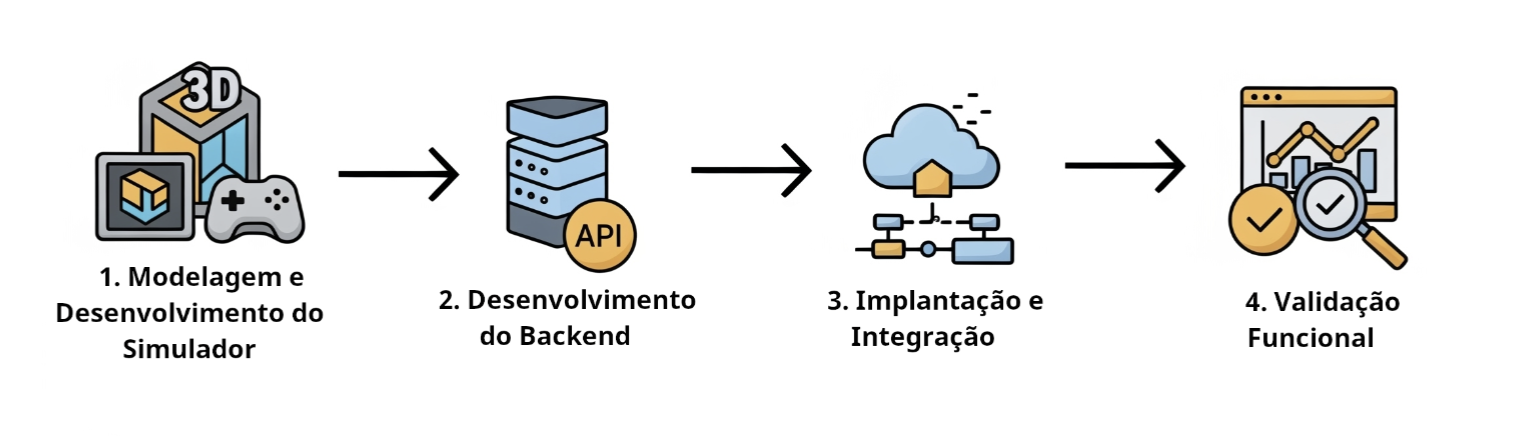 3D
1. Modelagem e
Desenvolvimento do
Simulador
API
2. Desenvolvimento
do Backend
3. Implantação e
Integração
4. Validação
Funcional